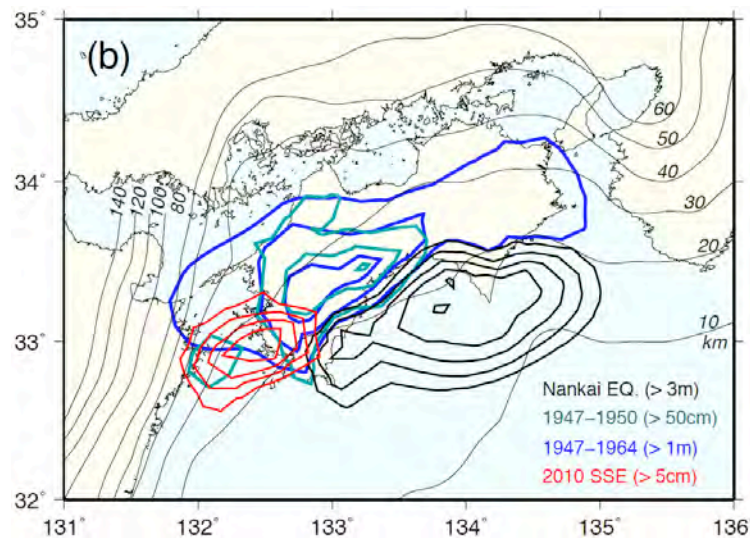 35˚
(b)
60
50
40
34˚
140
120
100
80
30
20
33˚
10
km
Nankai EQ. (> 3m)
1947−1950 (> 50cm)
1947−1964 (> 1m)
2010 SSE (> 5cm)
32˚
131˚ 132˚ 133˚ 134˚ 135˚ 136˚